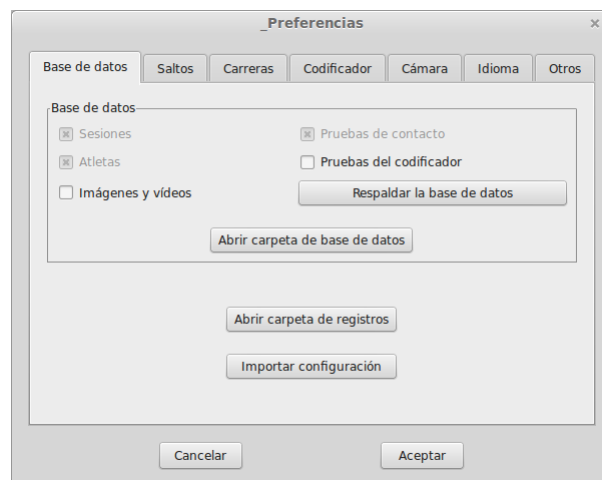 _Preferencias
Base de datos Saltos Carreras Codificador Cámara Idioma Otros
Base de datos
Sesiones Pruebas de contacto
Atletas Pruebas del codificador
Imágenes y vídeos Respaldar la base de datos
Abrir carpeta de base de datos
Abrir carpeta de registros
Importar configuración
Cancelar Aceptar